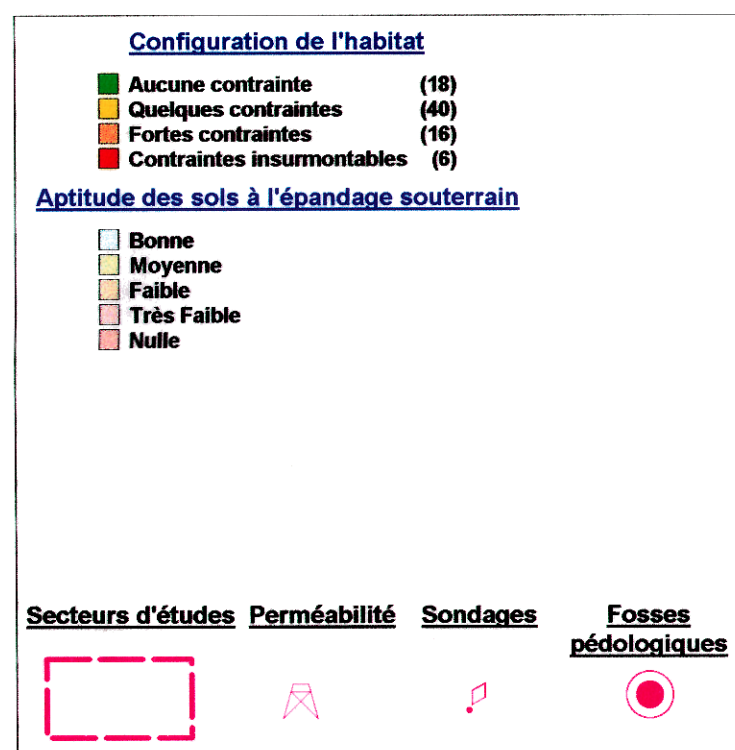 Configuration de l'habitat
Aucune contrainte (18)
Quelques contraintes (40)
Fortes contraintes (16)
Contraintes insurmontables (6)
Aptitude des sols à l'épandage souterrain
Bonne
Moyenne
Faible
Très Faible
Nulle
Secteurs d'études Perméabilité Sondages Fosses
pédologiques